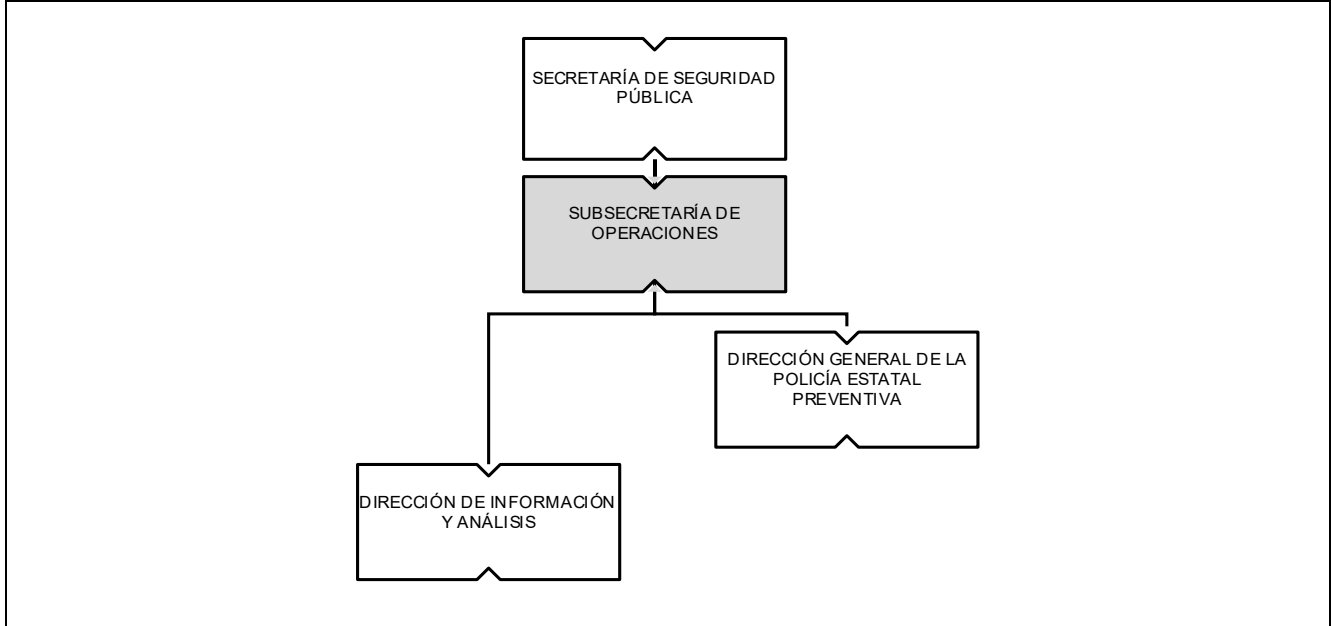 SECRETARÍA DE SEGURIDAD
PÚBLICA
SUBSECRETARÍA DE
OPERACIONES
DIRECCIÓN GENERAL DE LA
POLICÍA ESTATAL
PREVENTIVA
DIRECCIÓN DE INFORMACIÓN
Y ANÁLISIS